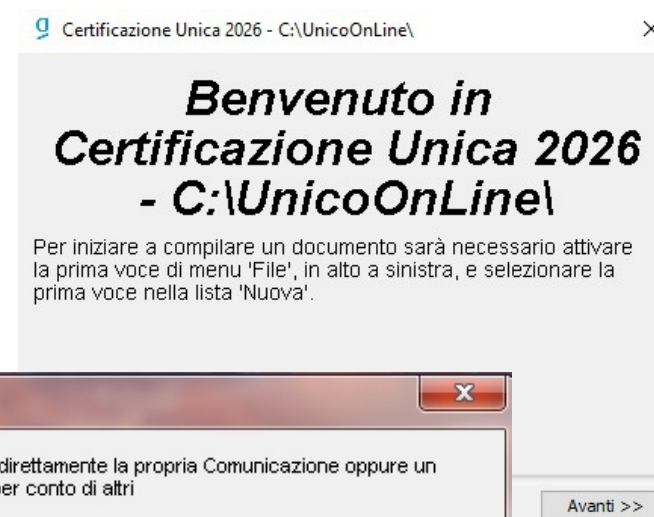 Certificazione Unica 2026 - C:\UnicoOnLine\
Benvenuto in
Certificazione Unica 2026
- C:\UnicoOnLine\
Per iniziare a compilare un documento sarà necessario attivare
la prima voce di menu 'File', in alto a sinistra, e selezionare la
prima voce nella lista 'Nuova'.
direttamente la propria Comunicazione oppure un
per conto di altri
Avanti >>